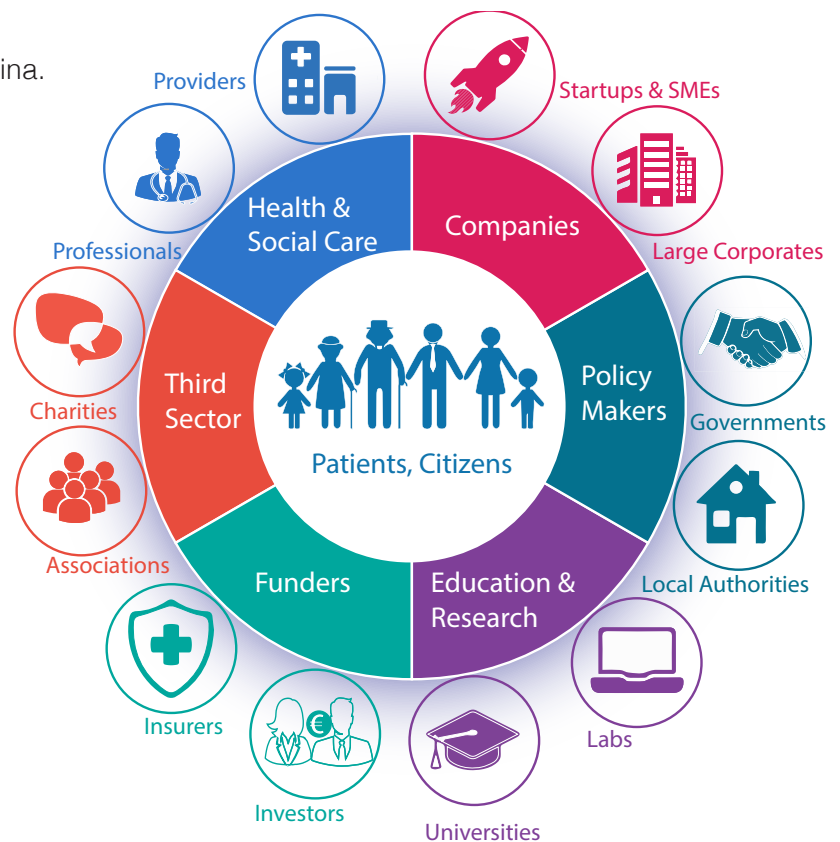 ina.
Providers
Startups & SMEs
Professionals
Large Corporates
Health &
Social Care
Companies
Third
Sector
Policy
Makers
Charities
Governments
Patients, Citizens
Associations
Local Authorities
Funders
Education &
Research
Insurers
Labs
€
Investors
Universities